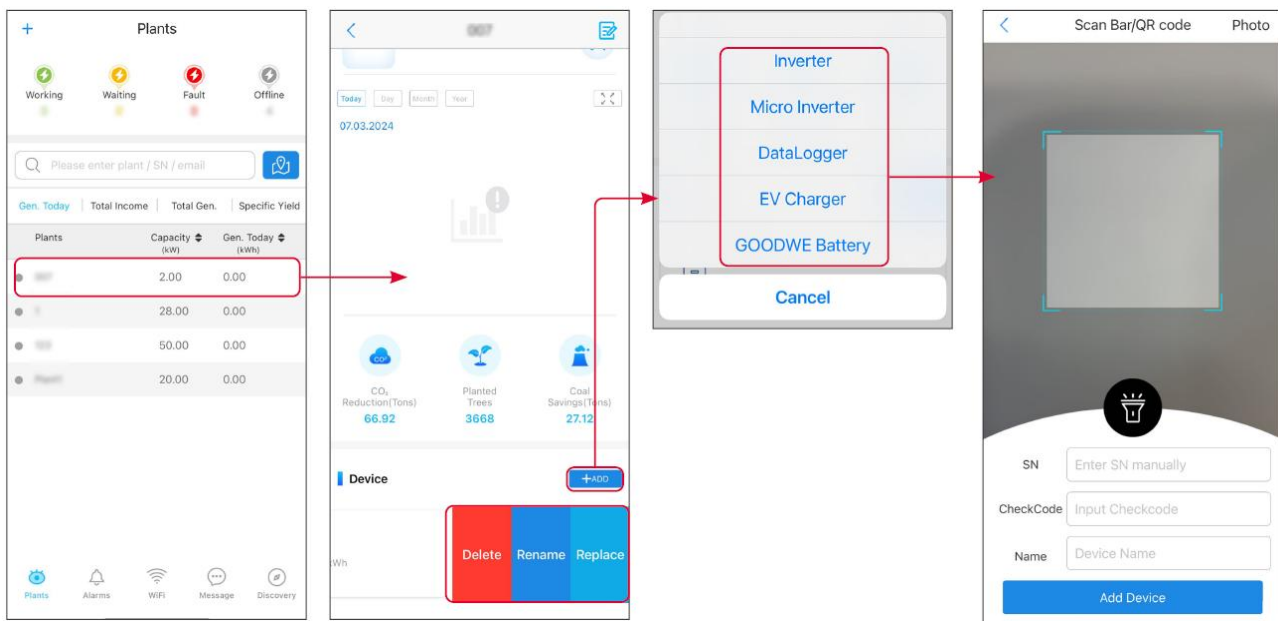 + Plants
Working Waiting Fault Offline
Please enter plant / SN / email
Gen. Today Total Income Total Gen. Specific Yield
Plants Capacity Gen. Today
(kW) (kWh)
2.00 0.00
28.00 0.00
50.00 0.00
20.00 0.00
Plants Alarms WiFi Message Discovery
007
Today Day Month Year
07.03.2024
CO₂
CO₂ Planted Coal
Reduction(Tons) Trees Savings(Tons)
66.92 3668 27.12
Device +ADD
kWh Delete Rename Replace
Inverter
Micro Inverter
DataLogger
EV Charger
GOODWE Battery
Cancel
Scan Bar/QR code Photo
SN Enter SN manually
CheckCode Input Checkcode
Name Device Name
Add Device